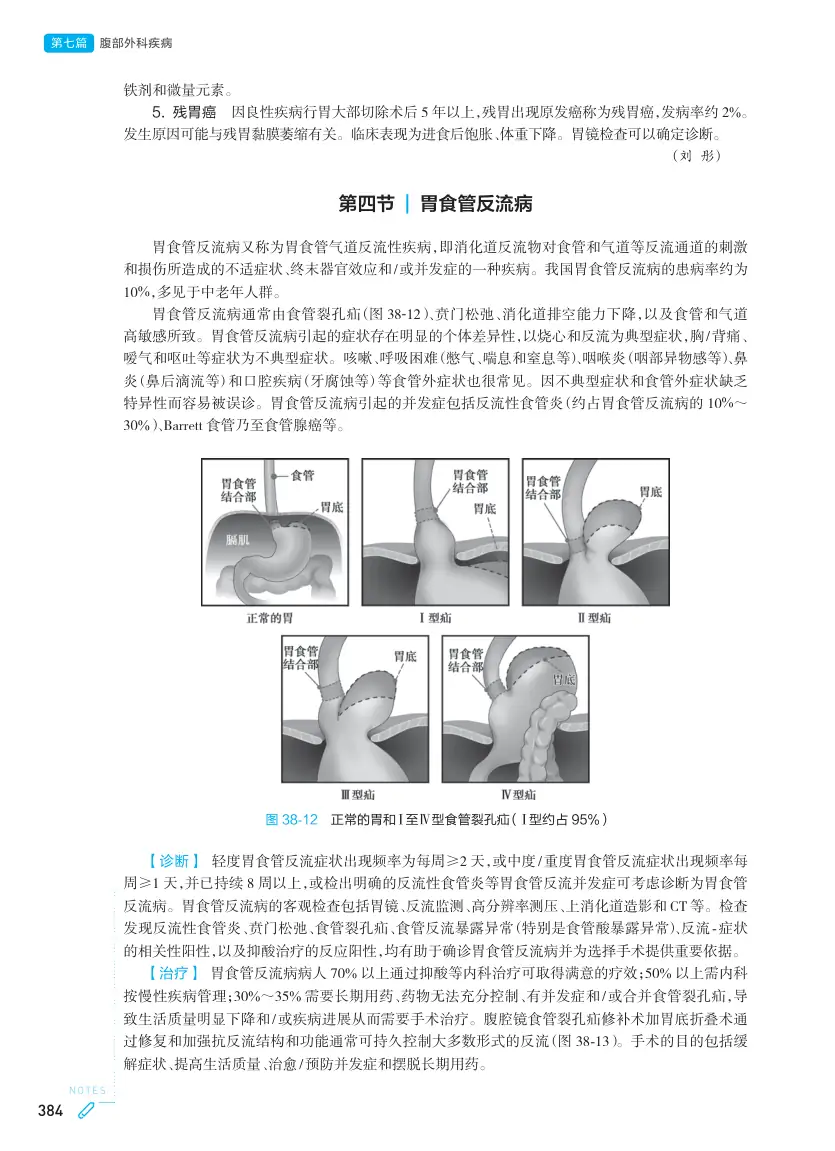 第七篇 腹部外科疾病
铁剂和微量元素。
5. 残胃癌 因良性疾病行胃大部切除术后 5 年以上,残胃出现原发癌称为残胃癌,发病率约 2%。
发生原因可能与残胃黏膜萎缩有关。临床表现为进食后饱胀、体重下降。胃镜检查可以确定诊断。
(刘 彤)
第四节 | 胃食管反流病
胃食管反流病又称为胃食管气道反流性疾病,即消化道反流物对食管和气道等反流通道的刺激
和损伤所造成的不适症状、终末器官效应和/或并发症的一种疾病。我国胃食管反流病的患病率约为
10%,多见于中老年人群。
胃食管反流病通常由食管裂孔疝(图 38-12)、贲门松弛、消化道排空能力下降,以及食管和气道
高敏感所致。胃食管反流病引起的症状存在明显的个体差异性,以烧心和反流为典型症状,胸/背痛、
嗳气和呕吐等症状为不典型症状。咳嗽、呼吸困难(憋气、喘息和窒息等)、咽喉炎(咽部异物感等)、鼻
炎(鼻后滴流等)和口腔疾病(牙腐蚀等)等食管外症状也很常见。因不典型症状和食管外症状缺乏
特异性而容易被误诊。胃食管反流病引起的并发症包括反流性食管炎(约占胃食管反流病的 10%～
30%)、Barrett 食管乃至食管腺癌等。
胃食管
结合部
食管
胃底
膈肌
正常的胃
胃食管
结合部
胃底
Ⅰ型疝
胃食管
结合部
胃底
Ⅱ型疝
胃食管
结合部
胃底
Ⅲ型疝
胃食管
结合部
胃底
Ⅳ型疝
图 38-12 正常的胃和Ⅰ至Ⅳ型食管裂孔疝(Ⅰ型约占 95%)
【诊断】 轻度胃食管反流症状出现频率为每周≥2 天,或中度/重度胃食管反流症状出现频率每
周≥1 天,并已持续 8 周以上,或检出明确的反流性食管炎等胃食管反流并发症可考虑诊断为胃食管
反流病。胃食管反流病的客观检查包括胃镜、反流监测、高分辨率测压、上消化道造影和 CT 等。检查
发现反流性食管炎、贲门松弛、食管裂孔疝、食管反流暴露异常(特别是食管酸暴露异常)、反流-症状
的相关性阳性,以及抑酸治疗的反应阳性,均有助于确诊胃食管反流病并为选择手术提供重要依据。
【治疗】 胃食管反流病病人 70% 以上通过抑酸等内科治疗可取得满意的疗效;50% 以上需内科
按慢性疾病管理;30%～35% 需要长期用药、药物无法充分控制、有并发症和/或合并食管裂孔疝,导
致生活质量明显下降和/或疾病进展从而需要手术治疗。腹腔镜食管裂孔疝修补术加胃底折叠术通
过修复和加强抗反流结构和功能通常可持久控制大多数形式的反流(图 38-13)。手术的目的包括缓
解症状、提高生活质量、治愈/预防并发症和摆脱长期用药。
NOTES
384